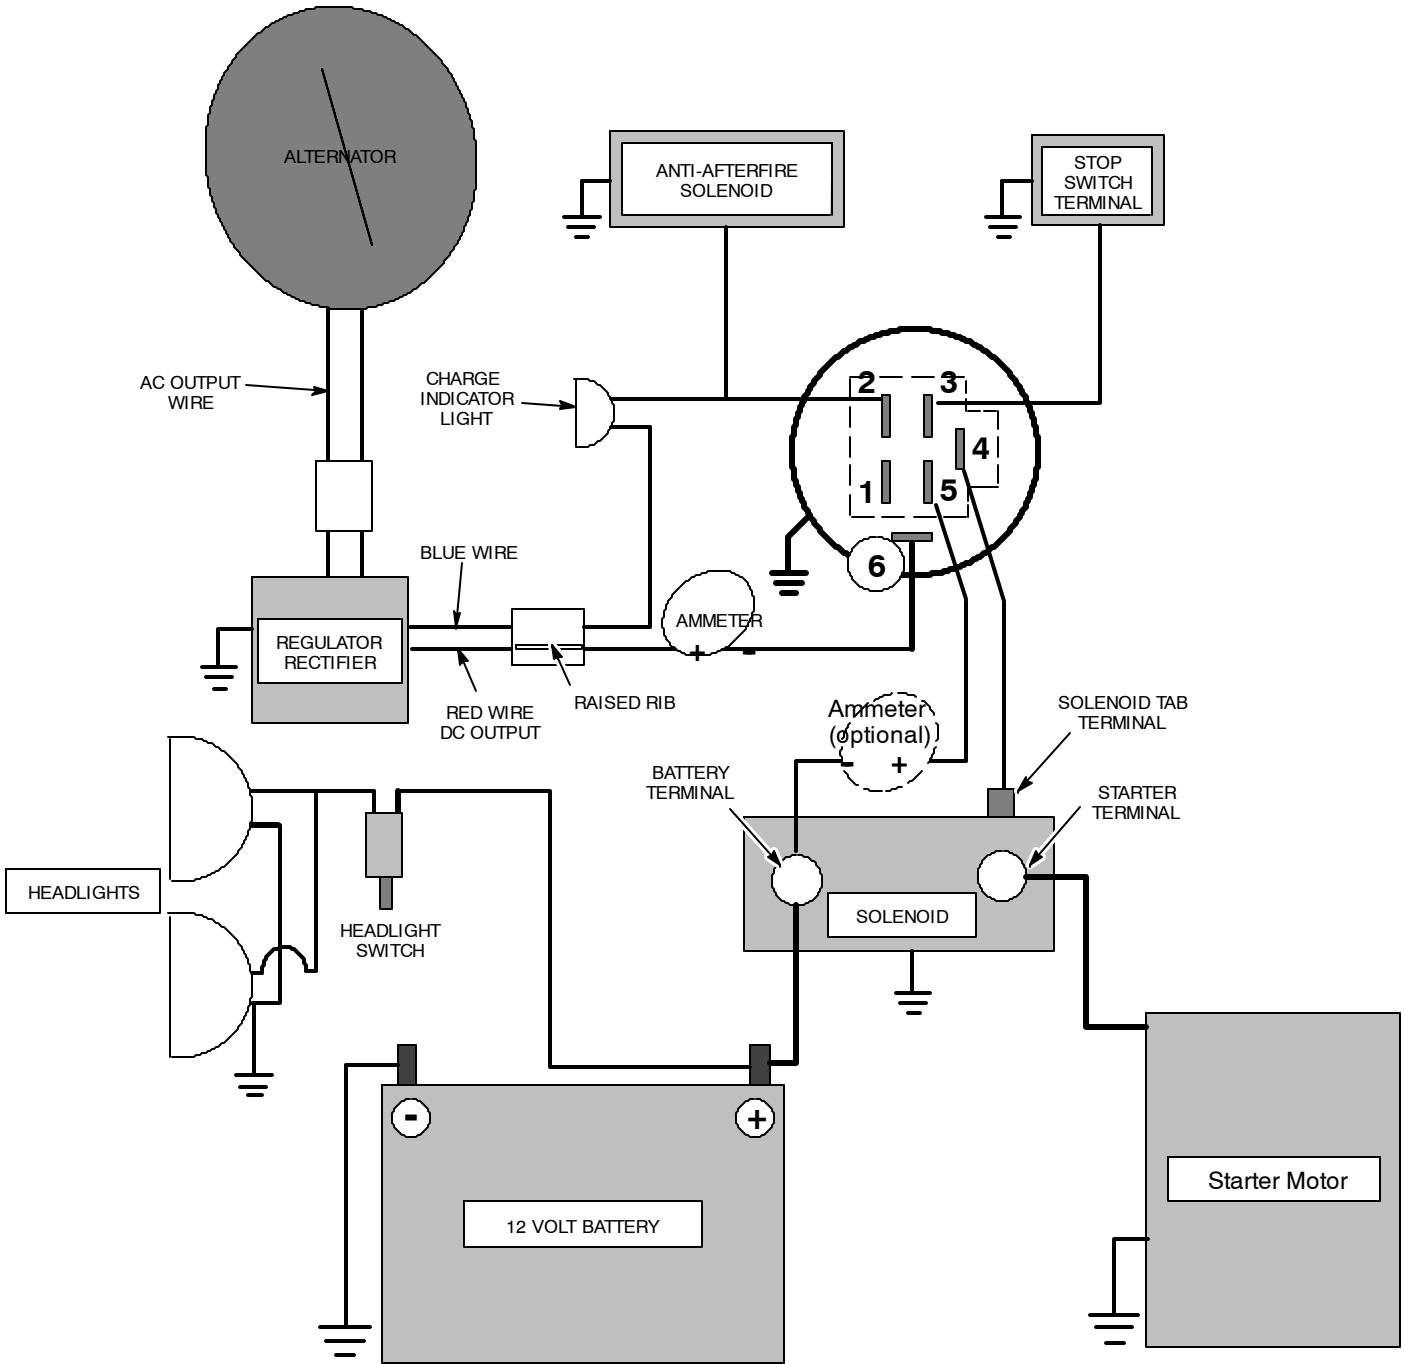 ALTERNATOR
ANTI-AFTERFIRE
SOLENOID
STOP
SWITCH
TERMINAL
AC OUTPUT
WIRE
CHARGE
INDICATOR
LIGHT
2
3
4
1
5
6
BLUE WIRE
REGULATOR
RECTIFIER
AMMETER
+
-
RAISED RIB
RED WIRE
DC OUTPUT
Ammeter
(optional)
-
+
SOLENOID TAB
TERMINAL
BATTERY
TERMINAL
STARTER
TERMINAL
HEADLIGHTS
HEADLIGHT
SWITCH
SOLENOID
-
+
12 VOLT BATTERY
Starter Motor